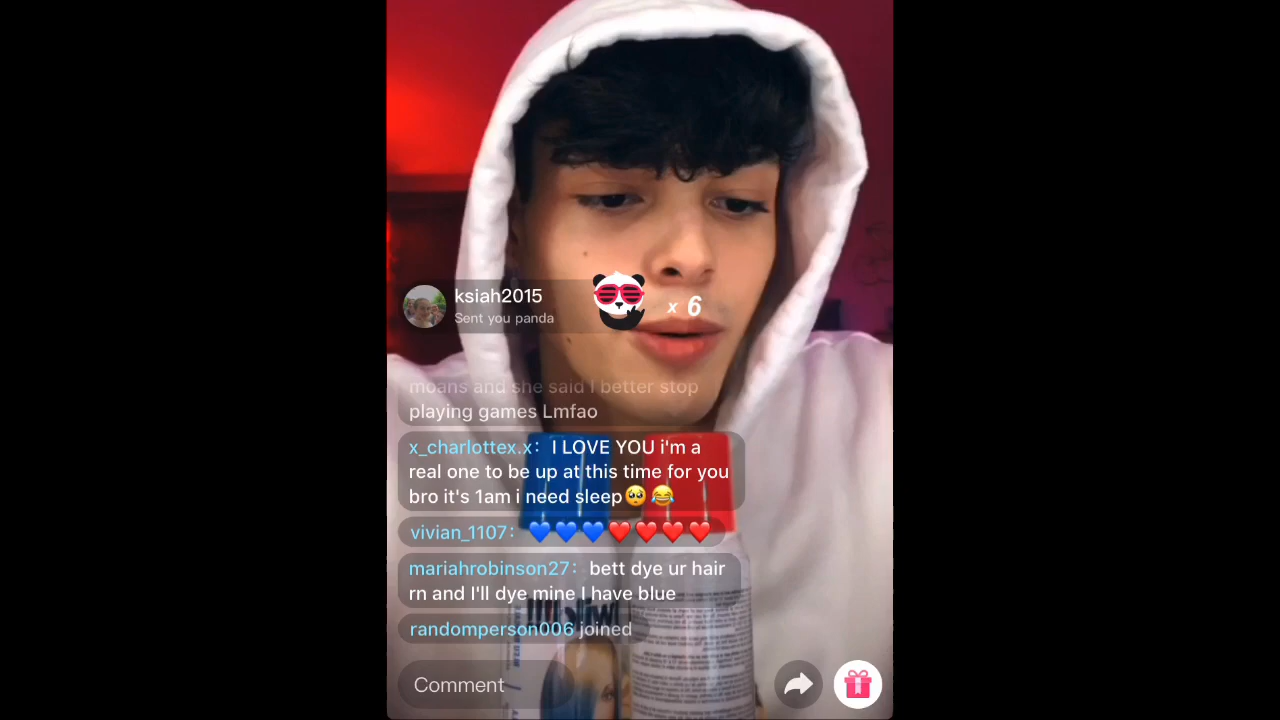 ksiah2015
Sent you panda
x 6
moans and she said I better stop
playing games Lmfao
x_charlottex.x: I LOVE YOU i'm a
real one to be up at this time for you
bro it's 1am i need sleep🥺😂
vivian_1107: 💙💙💙❤️❤️❤️❤️
mariahrobinson27: bett dye ur hair
rn and I'll dye mine I have blue
randomperson006 joined
Comment